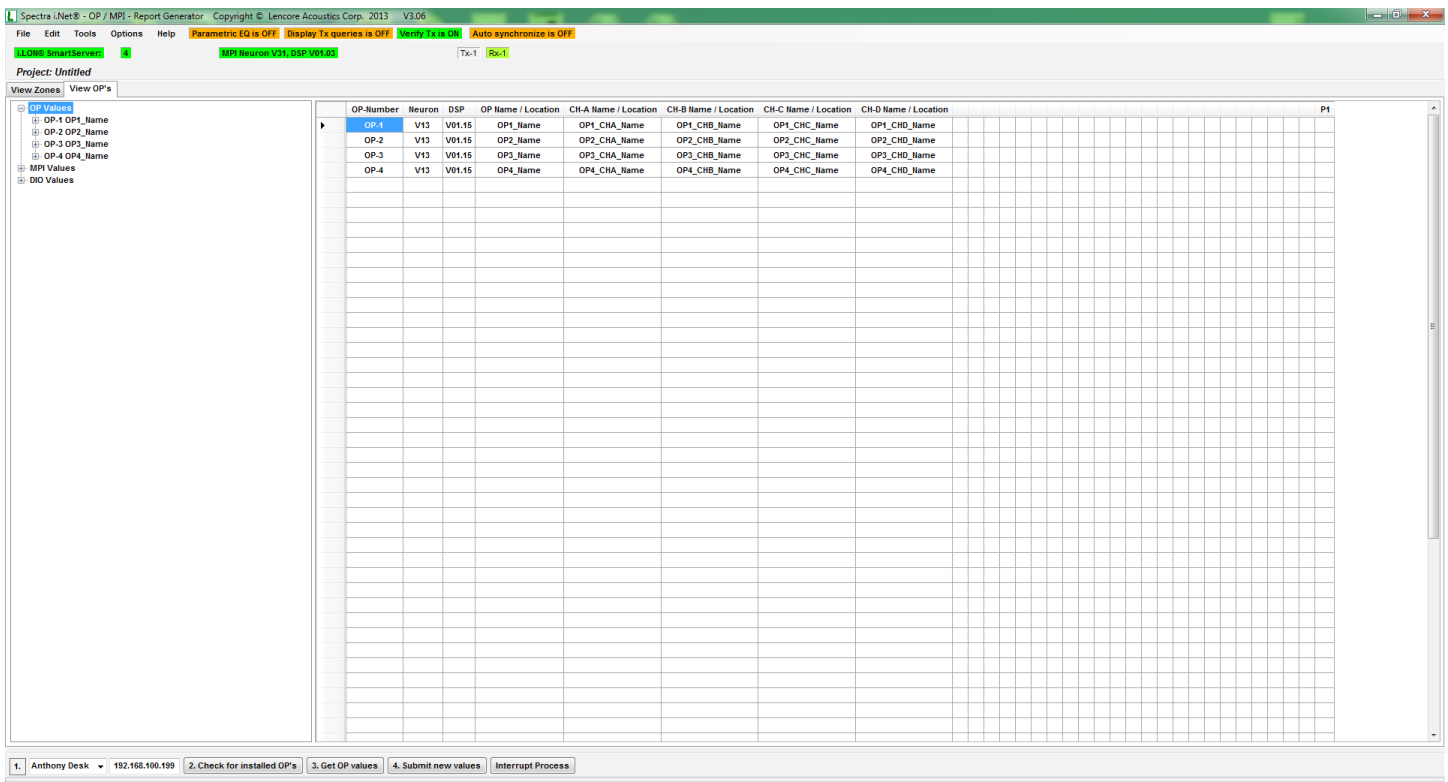 Spectra i.Net® - OP / MPI - Report Generator Copyright © Lencore Acoustics Corp. 2013 V3.06
File Edit Tools Options Help Parametric EQ is OFF Display Tx queries is OFF Verify Tx is ON Auto synchronize is OFF
i.LON® SmartServer: 4 MPI Neuron V31, DSP V01.03 Tx-1 Rx-1
Project: Untitled
View Zones View OP's
OP Values
OP-1 OP1_Name
OP-2 OP2_Name
OP-3 OP3_Name
OP-4 OP4_Name
MPI Values
DIO Values
OP-Number Neuron DSP OP Name / Location CH-A Name / Location CH-B Name / Location CH-C Name / Location CH-D Name / Location P1
OP-1 V13 V01.15 OP1_Name OP1_CHA_Name OP1_CHB_Name OP1_CHC_Name OP1_CHD_Name
OP-2 V13 V01.15 OP2_Name OP2_CHA_Name OP2_CHB_Name OP2_CHC_Name OP2_CHD_Name
OP-3 V13 V01.15 OP3_Name OP3_CHA_Name OP3_CHB_Name OP3_CHC_Name OP3_CHD_Name
OP-4 V13 V01.15 OP4_Name OP4_CHA_Name OP4_CHB_Name OP4_CHC_Name OP4_CHD_Name
1. Anthony Desk 192.168.100.199 2. Check for installed OP's 3. Get OP values 4. Submit new values Interrupt Process